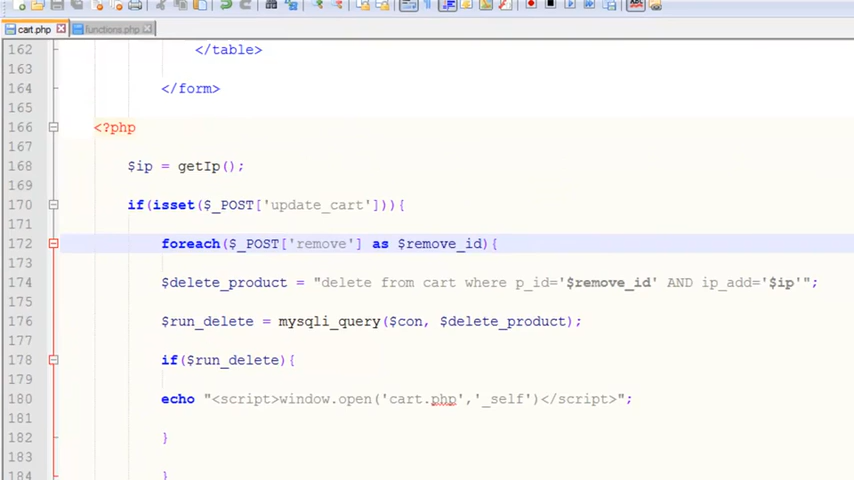 cart.php functions.php
162 </table>
163
164 </form>
165
166 <?php
167
168 $ip = getIp();
169
170 if(isset($_POST['update_cart'])){
171
172 foreach($_POST['remove'] as $remove_id){
173
174 $delete_product = "delete from cart where p_id='$remove_id' AND ip_add='$ip'";
175
176 $run_delete = mysqli_query($con, $delete_product);
177
178 if($run_delete){
179
180 echo "<script>window.open('cart.php','_self')</script>";
181
182 }
183
184 }